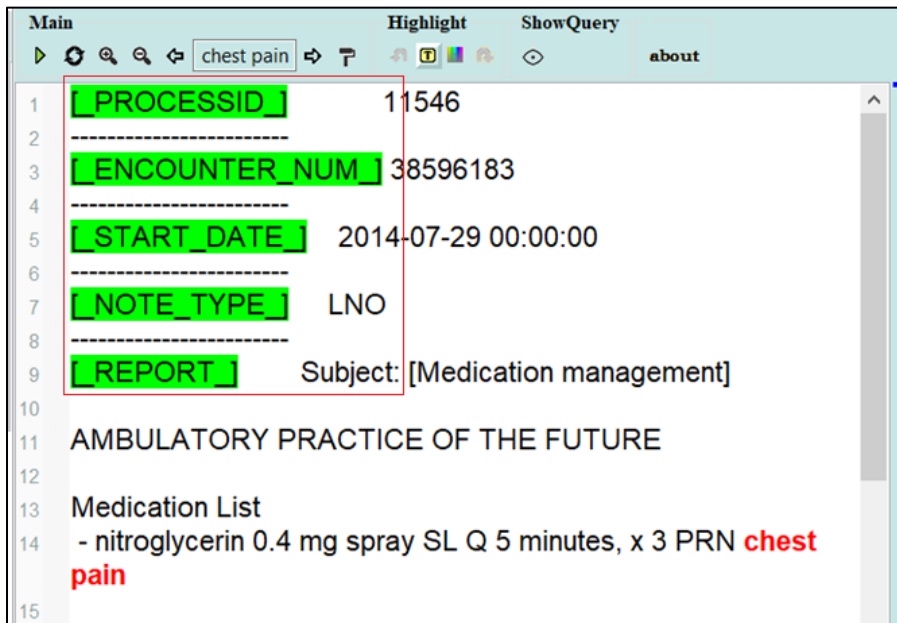 Main Highlight ShowQuery
chest pain T about
1 [_PROCESSID_] 11546
2 ------------------------
3 [_ENCOUNTER_NUM_] 38596183
4 ------------------------
5 [_START_DATE_] 2014-07-29 00:00:00
6 ------------------------
7 [_NOTE_TYPE_] LNO
8 ------------------------
9 [_REPORT_] Subject: [Medication management]
10
11 AMBULATORY PRACTICE OF THE FUTURE
12
13 Medication List
14 - nitroglycerin 0.4 mg spray SL Q 5 minutes, x 3 PRN chest
pain
15